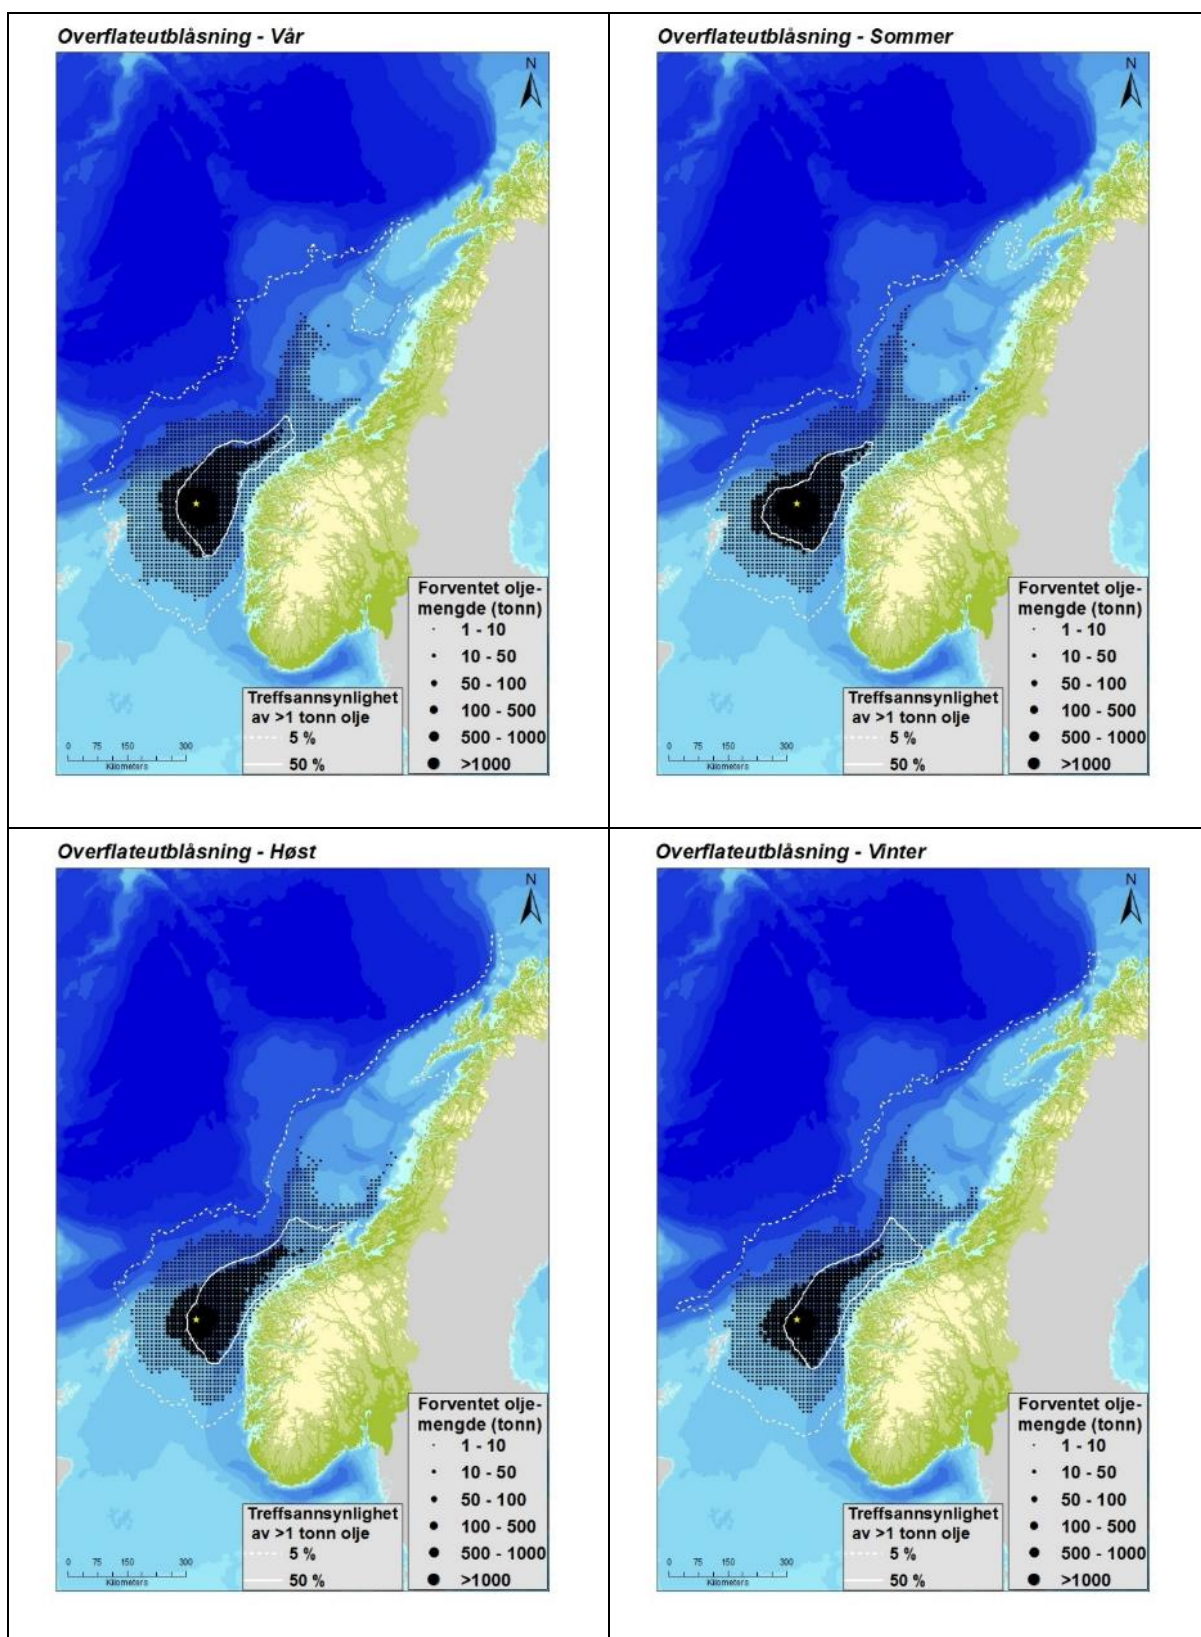 Overflateutblåsning - Vår
N
Forventet olje-
mengde (tonn)
1 - 10
10 - 50
50 - 100
100 - 500
500 - 1000
>1000
Treffsannsynlighet
av >1 tonn olje
5 %
50 %
0 75 150 300
Kilometers
Overflateutblåsning - Sommer
N
Forventet olje-
mengde (tonn)
1 - 10
10 - 50
50 - 100
100 - 500
500 - 1000
>1000
Treffsannsynlighet
av >1 tonn olje
5 %
50 %
0 75 150 300
Kilometers
Overflateutblåsning - Høst
N
Forventet olje-
mengde (tonn)
1 - 10
10 - 50
50 - 100
100 - 500
500 - 1000
>1000
Treffsannsynlighet
av >1 tonn olje
5 %
50 %
0 75 150 300
Kilometers
Overflateutblåsning - Vinter
N
Forventet olje-
mengde (tonn)
1 - 10
10 - 50
50 - 100
100 - 500
500 - 1000
>1000
Treffsannsynlighet
av >1 tonn olje
5 %
50 %
0 75 150 300
Kilometers